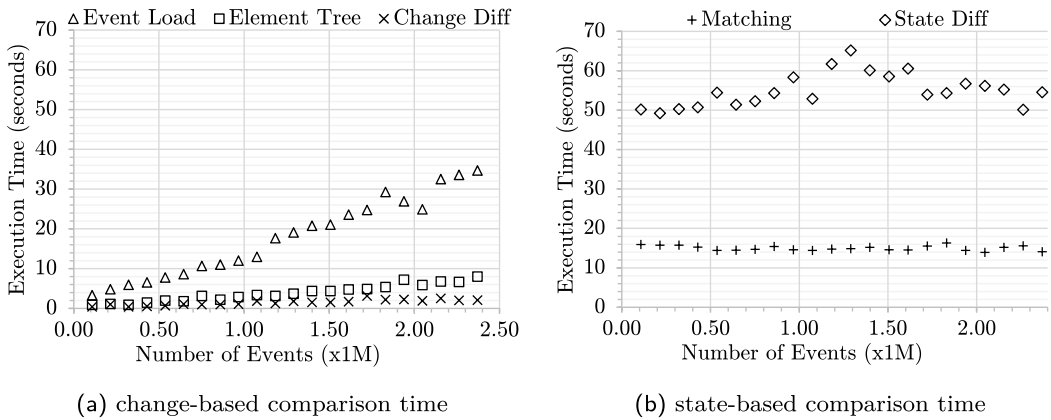 Event Load Element Tree Change Diff
70
60
50
40
30
20
10
0
Execution Time (seconds)
0.00 0.50 1.00 1.50 2.00 2.50
Number of Events (x1M)
(a) change-based comparison time
Matching State Diff
70
60
50
40
30
20
10
0
Execution Time (seconds)
0.00 0.50 1.00 1.50 2.00
Number of Events (x1M)
(b) state-based comparison time